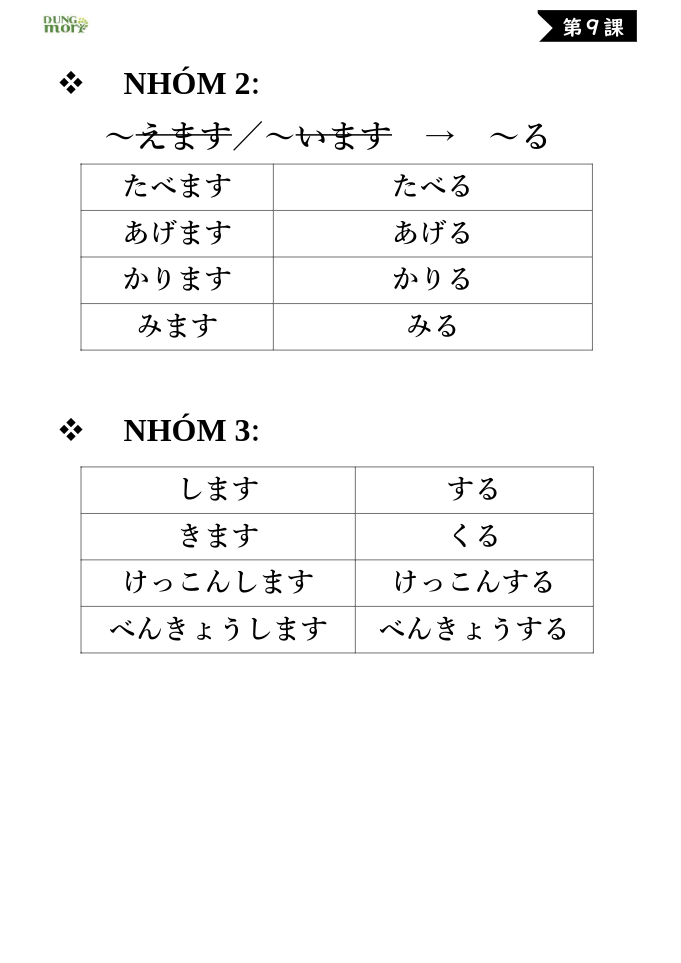 DUNG
mori
第9課
❖ NHÓM 2:
～えます／～います → ～る
たべます たべる
あげます あげる
かります かりる
みます みる
❖ NHÓM 3:
します する
きます くる
けっこんします けっこんする
べんきょうします べんきょうする